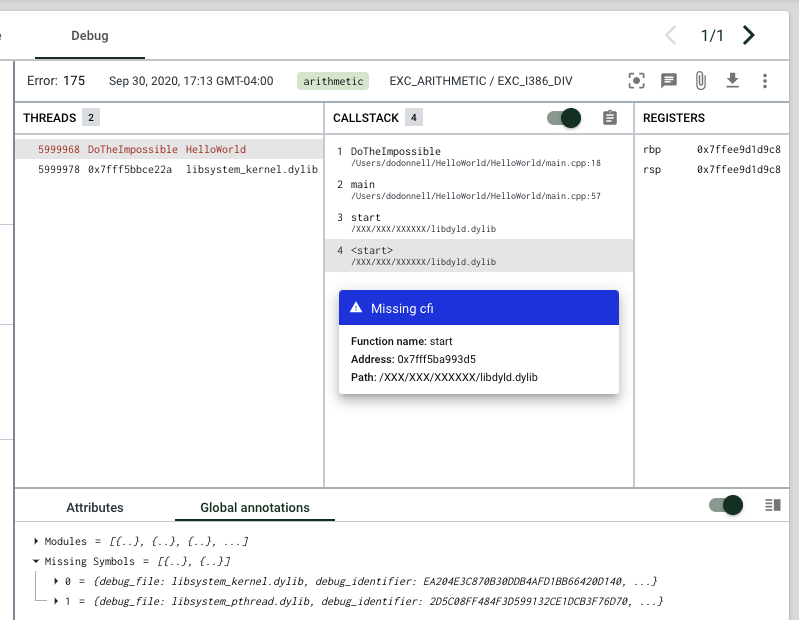 Debug
1/1
Error: 175 Sep 30, 2020, 17:13 GMT-04:00 arithmetic EXC_ARITHMETIC / EXC_I386_DIV
THREADS 2
5999968 DoTheImpossible HelloWorld
5999978 0x7fff5bbce22a libsystem_kernel.dylib
CALLSTACK 4
1 DoTheImpossible
/Users/dodonnell/HelloWorld/HelloWorld/main.cpp:18
2 main
/Users/dodonnell/HelloWorld/HelloWorld/main.cpp:57
3 start
/XXX/XXX/XXXXXX/libdyld.dylib
4 <start>
/XXX/XXX/XXXXXX/libdyld.dylib
Missing cfi
Function name: start
Address: 0x7fff5ba993d5
Path: /XXX/XXX/XXXXXX/libdyld.dylib
REGISTERS
rbp 0x7ffee9d1d9c8
rsp 0x7ffee9d1d9c8
Attributes Global annotations
Modules = [{..}, {..}, {..}, ...]
Missing Symbols = [{..}, {..}]
0 = {debug_file: libsystem_kernel.dylib, debug_identifier: EA204E3C870B30DDB4AFD1BB66420D140, ...}
1 = {debug_file: libsystem_pthread.dylib, debug_identifier: 2D5C08FF484F3D599132CE1DCB3F76D70, ...}